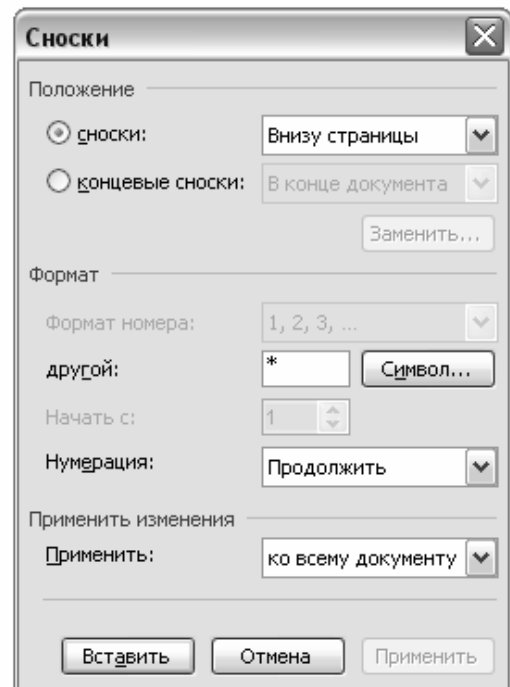 Сноски
Положение
сноски: Внизу страницы
концевые сноски: В конце документа
Заменить...
Формат
Формат номера: 1, 2, 3, ...
другой: * Символ...
Начать с: 1
Нумерация: Продолжить
Применить изменения
Применить: ко всему документу
Вставить Отмена Применить